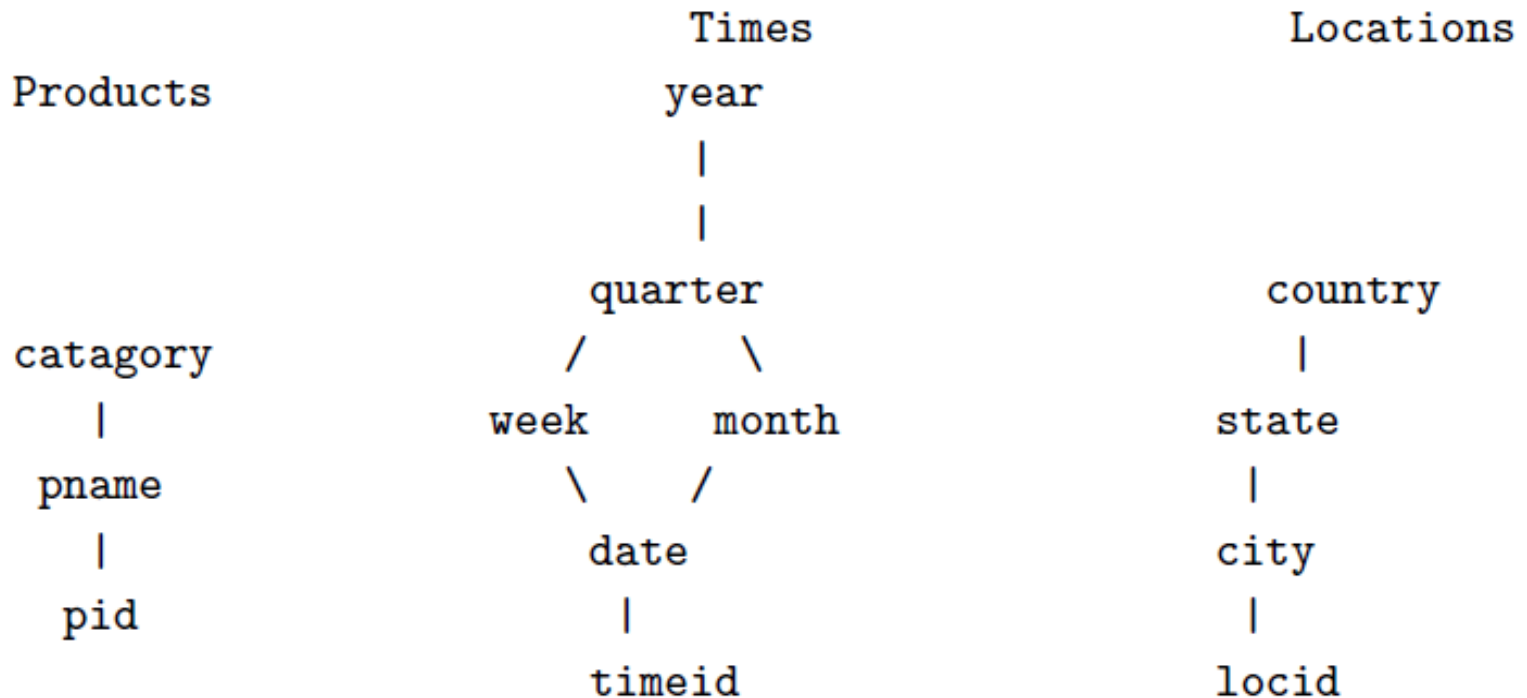 Times Locations
Products year
|
|
quarter country
catagory / \ |
| week month state
pname \ / |
| date city
pid | |
timeid locid